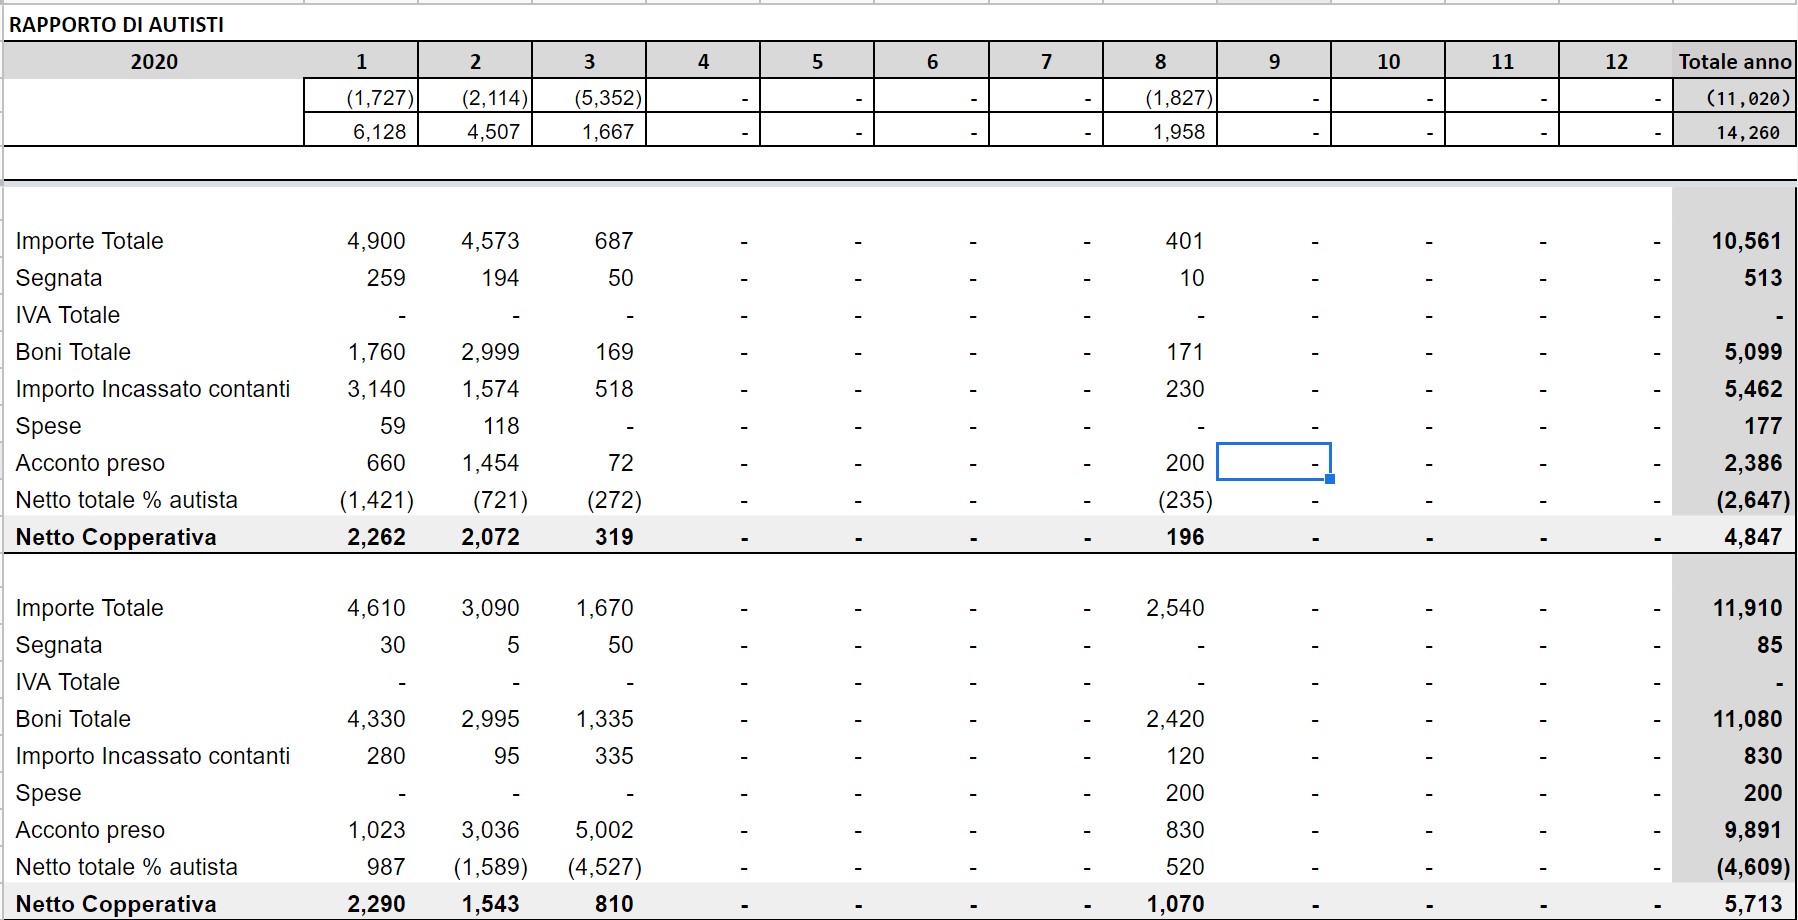 RAPPORTO DI AUTISTI
2020 1 2 3 4 5 6 7 8 9 10 11 12 Totale anno
(1,727) (2,114) (5,352) - - - - (1,827) - - - - (11,020)
6,128 4,507 1,667 - - - - 1,958 - - - - 14,260
Importe Totale 4,900 4,573 687 - - - - 401 - - - - 10,561
Segnata 259 194 50 - - - - 10 - - - - 513
IVA Totale - - - - - - - - - - - - -
Boni Totale 1,760 2,999 169 - - - - 171 - - - - 5,099
Importo Incassato contanti 3,140 1,574 518 - - - - 230 - - - - 5,462
Spese 59 118 - - - - - - - - - - 177
Acconto preso 660 1,454 72 - - - - 200 - - - - 2,386
Netto totale % autista (1,421) (721) (272) - - - - (235) - - - - (2,647)
Netto Copperativa 2,262 2,072 319 - - - - 196 - - - - 4,847
Importe Totale 4,610 3,090 1,670 - - - - 2,540 - - - - 11,910
Segnata 30 5 50 - - - - - - - - - 85
IVA Totale - - - - - - - - - - - - -
Boni Totale 4,330 2,995 1,335 - - - - 2,420 - - - - 11,080
Importo Incassato contanti 280 95 335 - - - - 120 - - - - 830
Spese - - - - - - - 200 - - - - 200
Acconto preso 1,023 3,036 5,002 - - - - 830 - - - - 9,891
Netto totale % autista 987 (1,589) (4,527) - - - - 520 - - - - (4,609)
Netto Copperativa 2,290 1,543 810 - - - - 1,070 - - - - 5,713